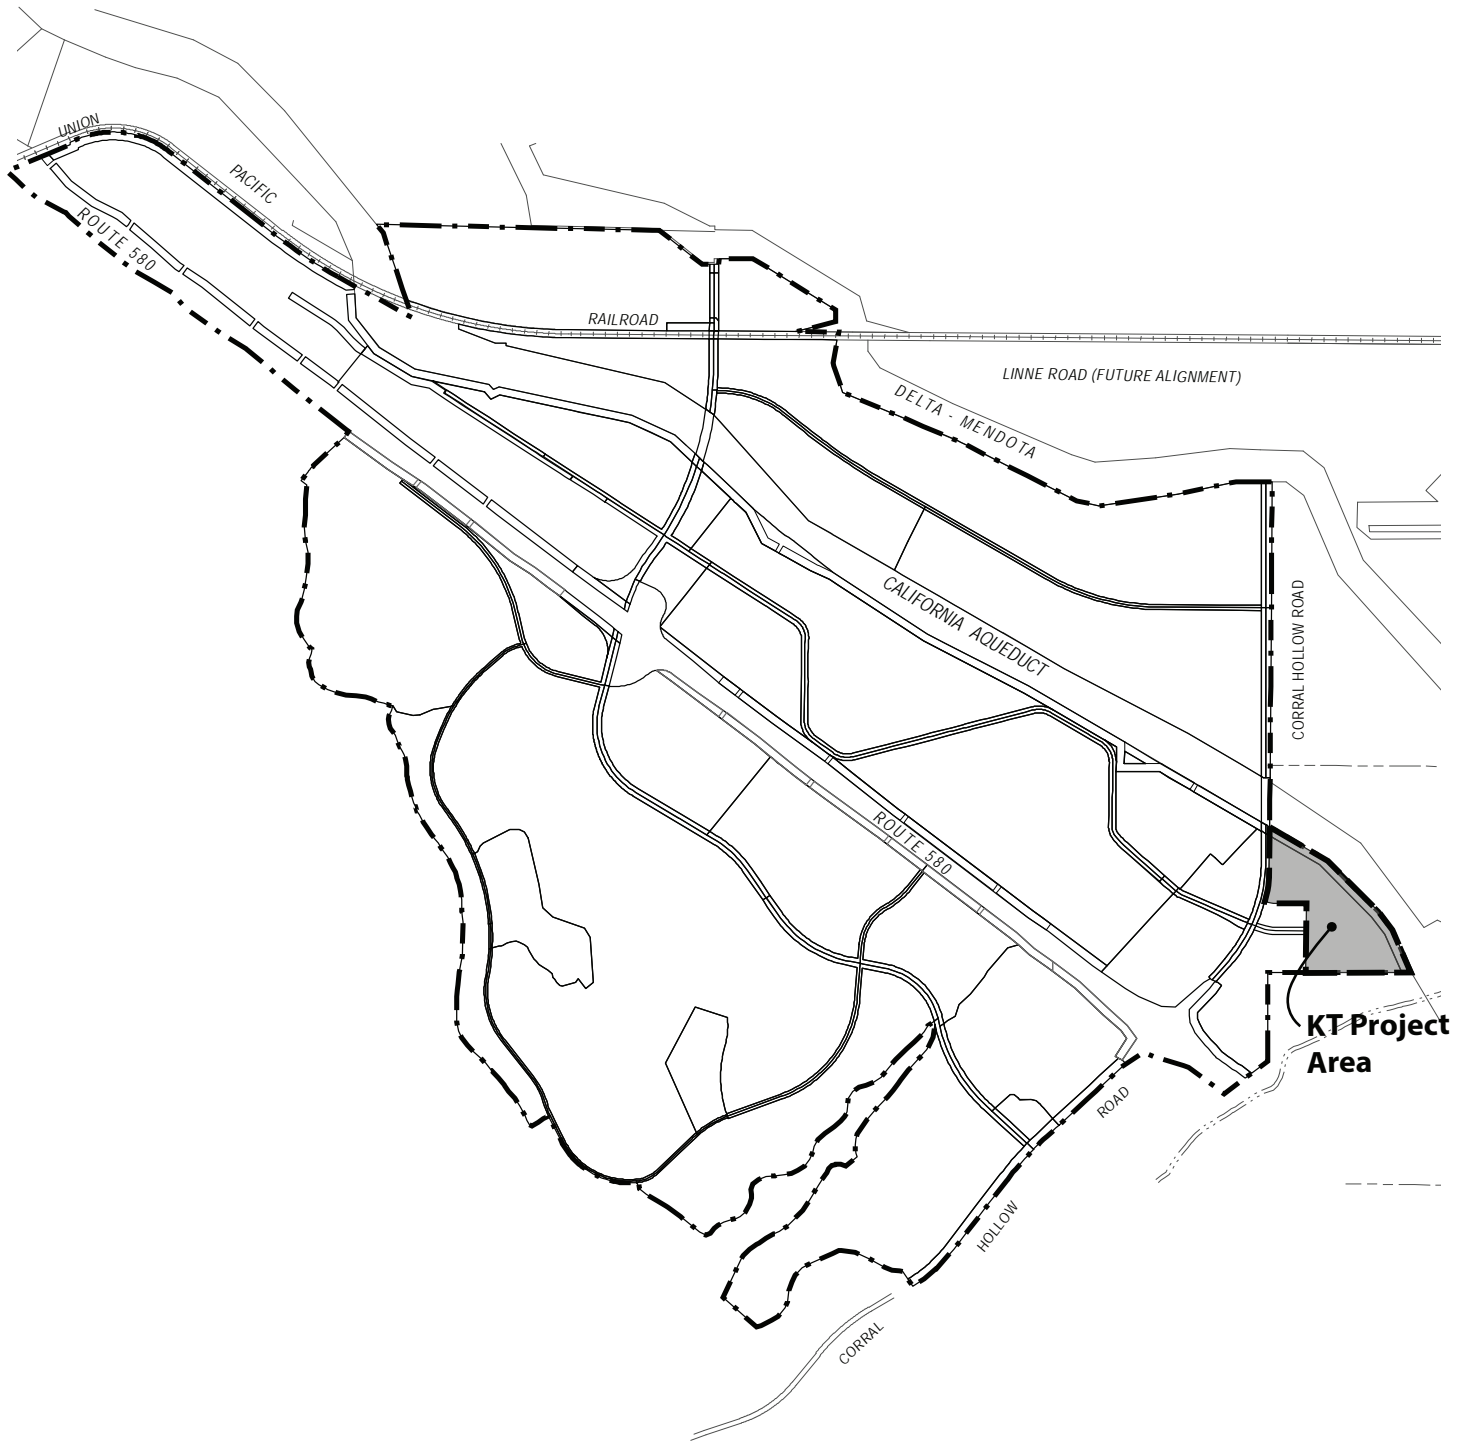 UNION
PACIFIC
ROUTE 580
RAILROAD
LINNE ROAD (FUTURE ALIGNMENT)
DELTA - MENDOTA
CALIFORNIA AQUEDUCT
CORRAL HOLLOW ROAD
ROUTE 580
KT Project
Area
ROAD
HOLLOW
CORRAL